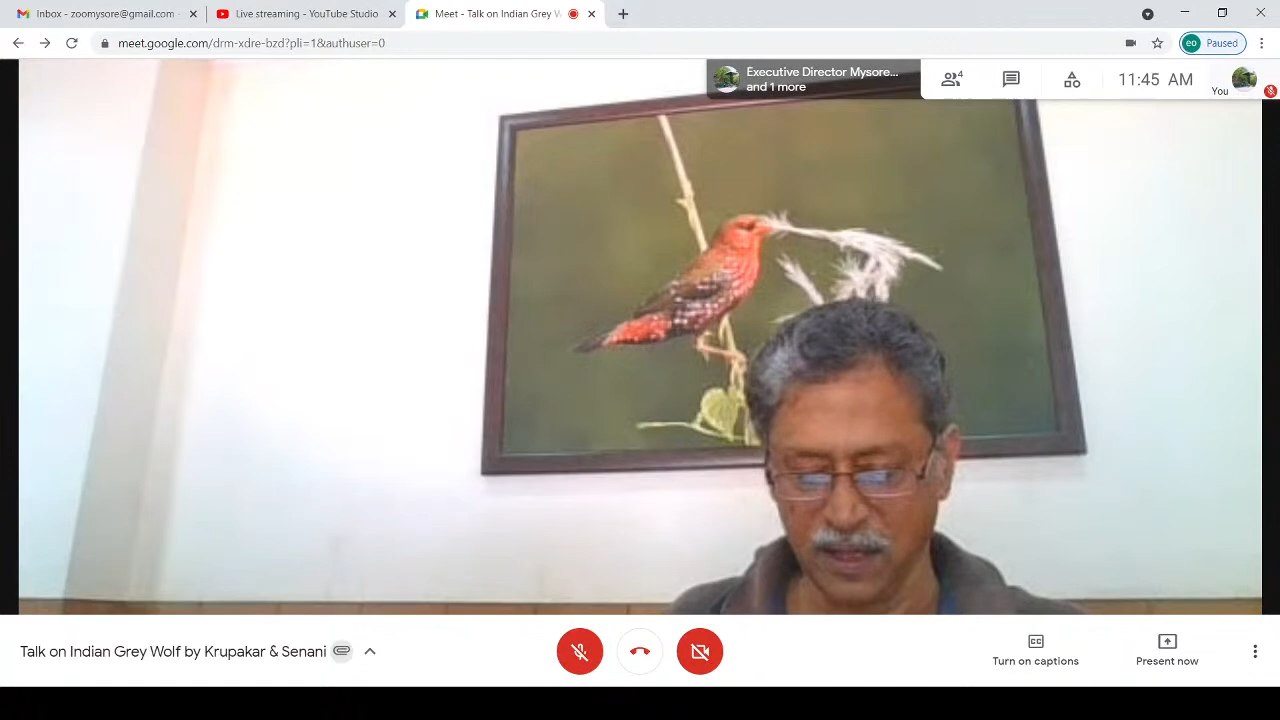 Inbox - zoomysore@gmail.com
Live streaming - YouTube Studio
Meet - Talk on Indian Grey W
meet.google.com/drm-xdre-bzd?pli=1&authuser=0
eo Paused
Executive Director Mysore...
and 1 more
4
11:45 AM
You
Talk on Indian Grey Wolf by Krupakar & Senani
Turn on captions
Present now